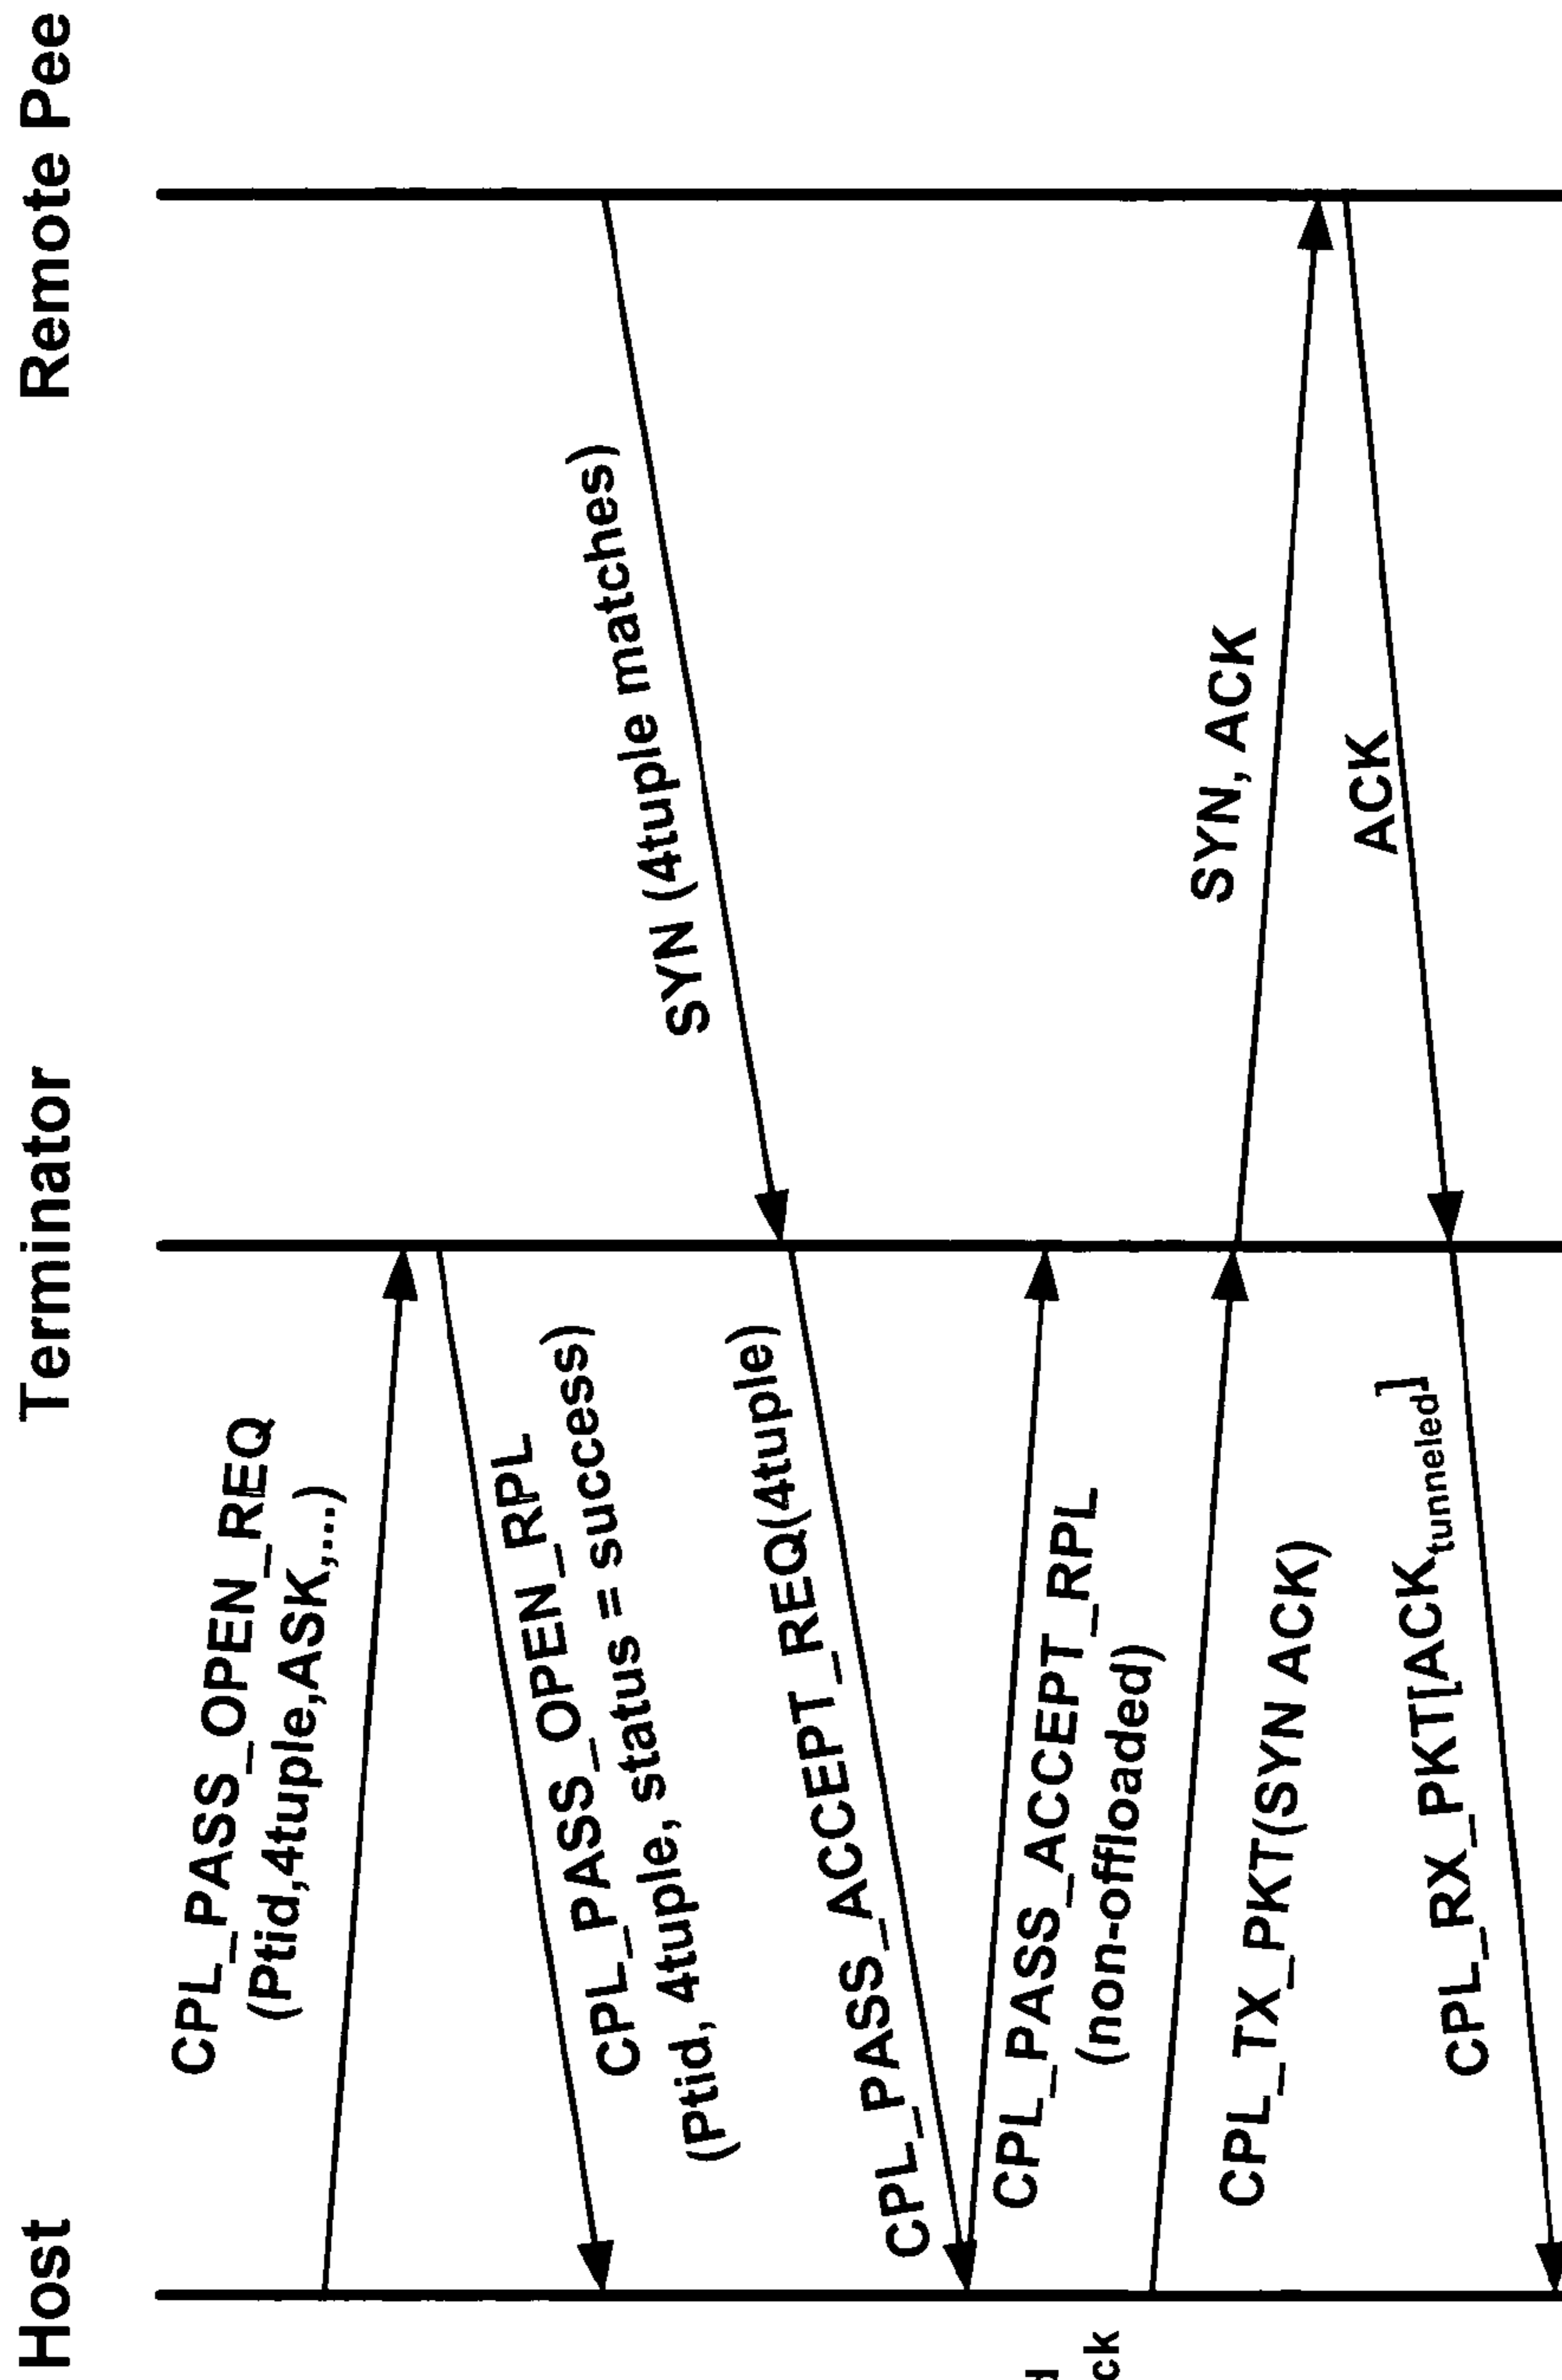 Host
Terminator
Remote Pee
CPL_PASS_OPEN_REQ
(Ptid,4tuple,ASK,...)
CPL_PASS_OPEN_RPL
(Ptid, 4tuple, status = success)
SYN (4tuple matches)
CPL_PASS_ACCEPT_REQ(4tuple)
CPL_PASS_ACCEPT_RPL
(non-offloaded)
d
ck
CPL_TX_PKT(SYN ACK)
SYN, ACK
ACK
CPL_RX_PKT[ACKtunneled]